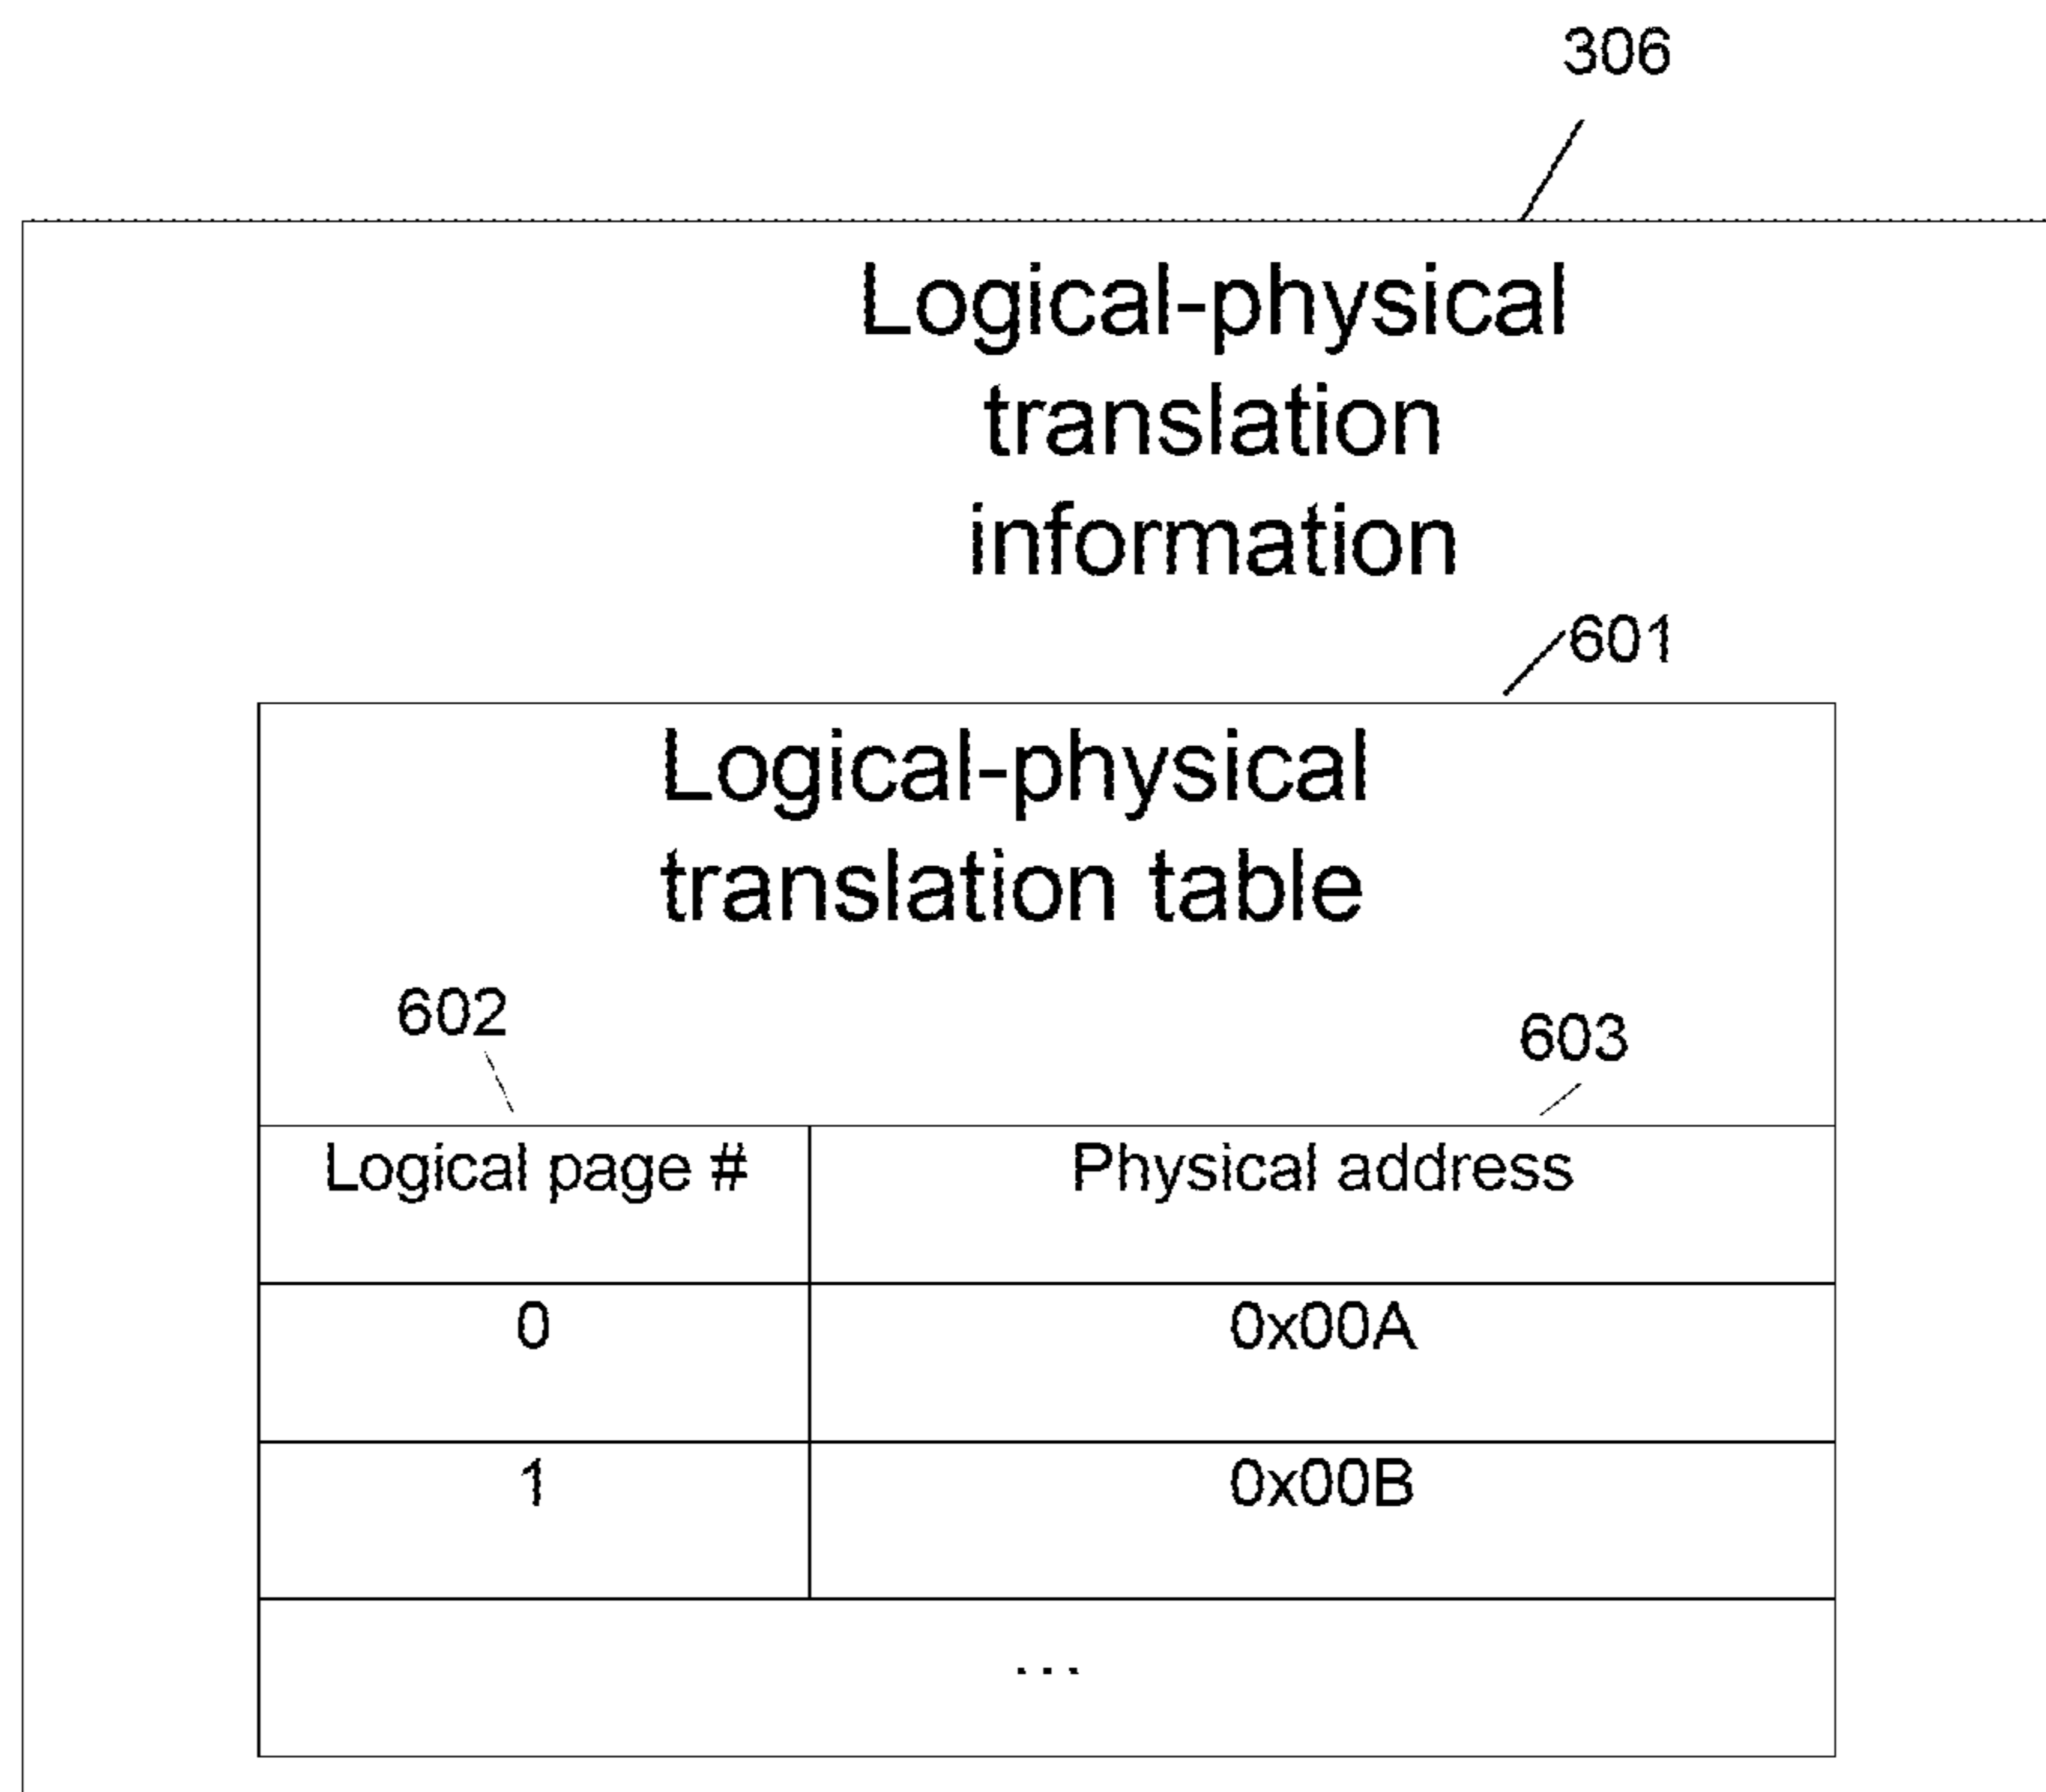 306
Logical-physical
translation
information
601
Logical-physical
translation table
602
603
Logical page # Physical address
0 0x00A
1 0x00B
...